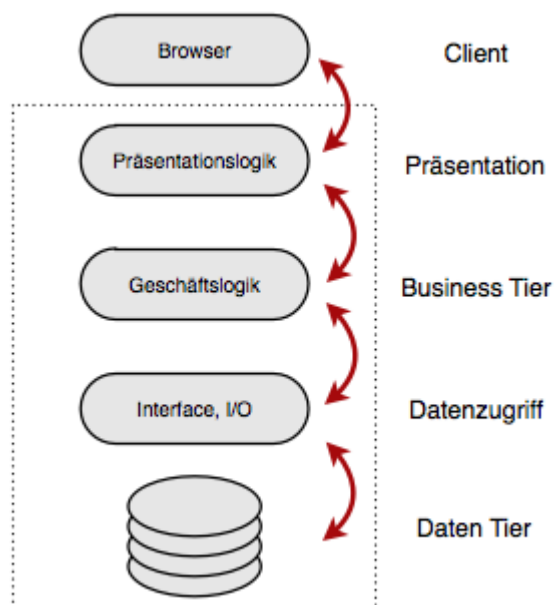 Browser
Client
Präsentationslogik
Präsentation
Geschäftslogik
Business Tier
Interface, I/O
Datenzugriff
Daten Tier